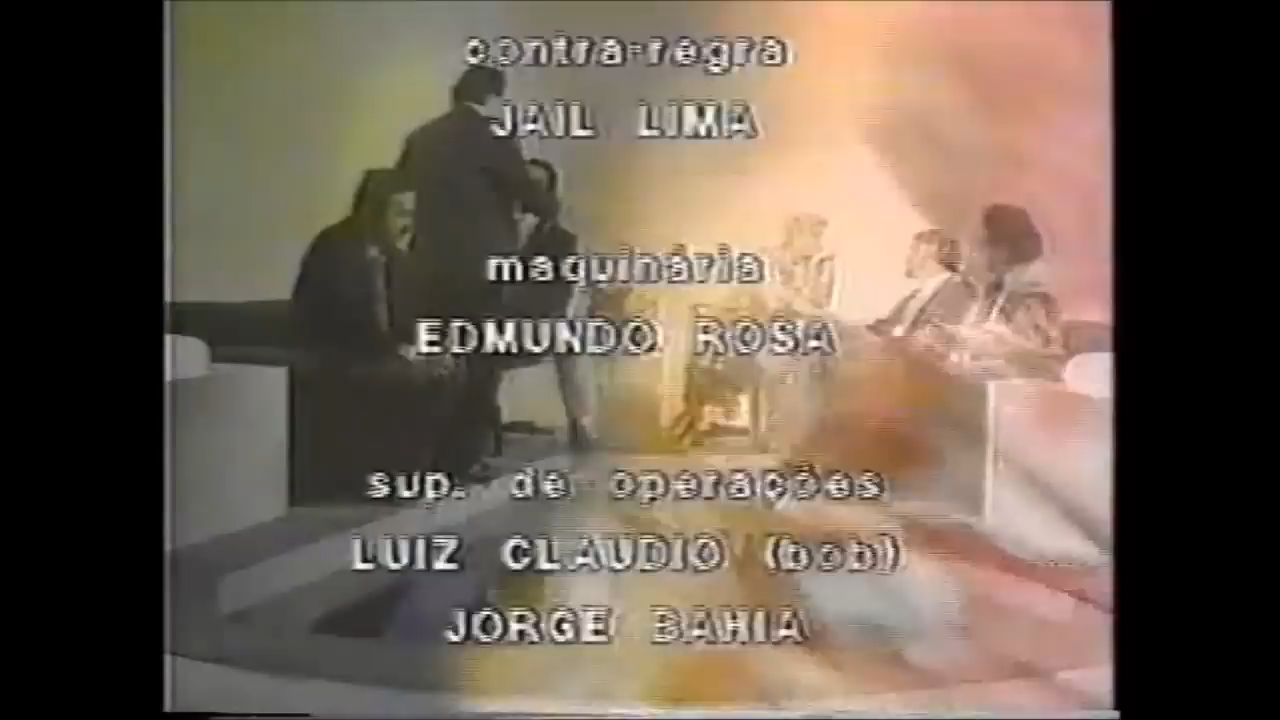 contra-regra
JAIL LIMA
maquinária
EDMUNDO ROSA
sup. de operações
LUIZ CLAUDIO (bob)
JORGE BAHIA